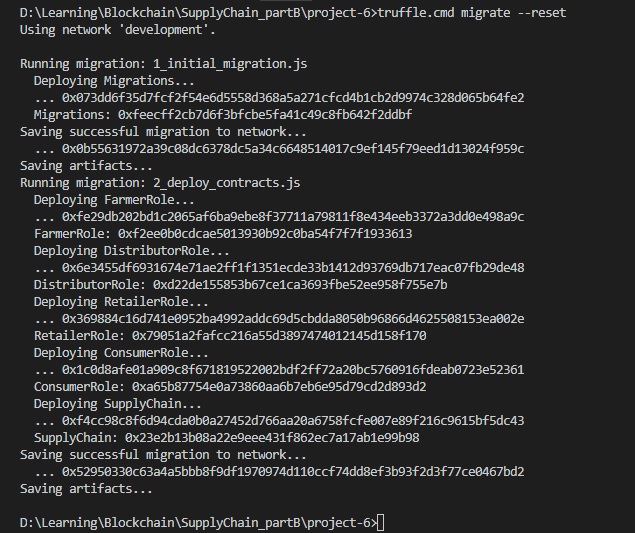 D:\Learning\Blockchain\SupplyChain_partB\project-6>truffle.cmd migrate --reset
Using network 'development'.
Running migration: 1_initial_migration.js
Deploying Migrations...
... 0x073dd6f35d7fcf2f54e6d5558d368a5a271cfcd4b1cb2d9974c328d065b64fe2
Migrations: 0xfeecff2cb7d6f3bfcbe5fa41c49c8fb642f2ddbf
Saving successful migration to network...
... 0x0b55631972a39c08dc6378dc5a34c6648514017c9ef145f79eed1d13024f959c
Saving artifacts...
Running migration: 2_deploy_contracts.js
Deploying FarmerRole...
... 0xfe29db202bd1c2065af6ba9ebe8f37711a79811f8e434eeb3372a3dd0e498a9c
FarmerRole: 0xf2ee0b0cdcae5013930b92c0ba54f7f7f1933613
Deploying DistributorRole...
... 0x6e3455df6931674e71ae2ff1f1351ecde33b1412d93769db717eac07fb29de48
DistributorRole: 0xd22de155853b67ce1ca3693fbe52ee958f755e7b
Deploying RetailerRole...
... 0x369884c16d741e0952ba4992addc69d5cbdda8050b96866d4625508153ea002e
RetailerRole: 0x79051a2fafcc216a55d3897474012145d158f170
Deploying ConsumerRole...
... 0x1c0d8afe01a909c8f671819522002bdf2ff72a20bc5760916fdeab0723e52361
ConsumerRole: 0xa65b87754e0a73860aa6b7eb6e95d79cd2d893d2
Deploying SupplyChain...
... 0xf4cc98c8f6d94cda0b0a27452d766aa20a6758fcfe007e89f216c9615bf5dc43
SupplyChain: 0x23e2b13b08a22e9eee431f862ec7a17ab1e99b98
Saving successful migration to network...
... 0x52950330c63a4a5bbb8f9df1970974d110ccf74dd8ef3b93f2d3f77ce0467bd2
Saving artifacts...
D:\Learning\Blockchain\SupplyChain_partB\project-6>